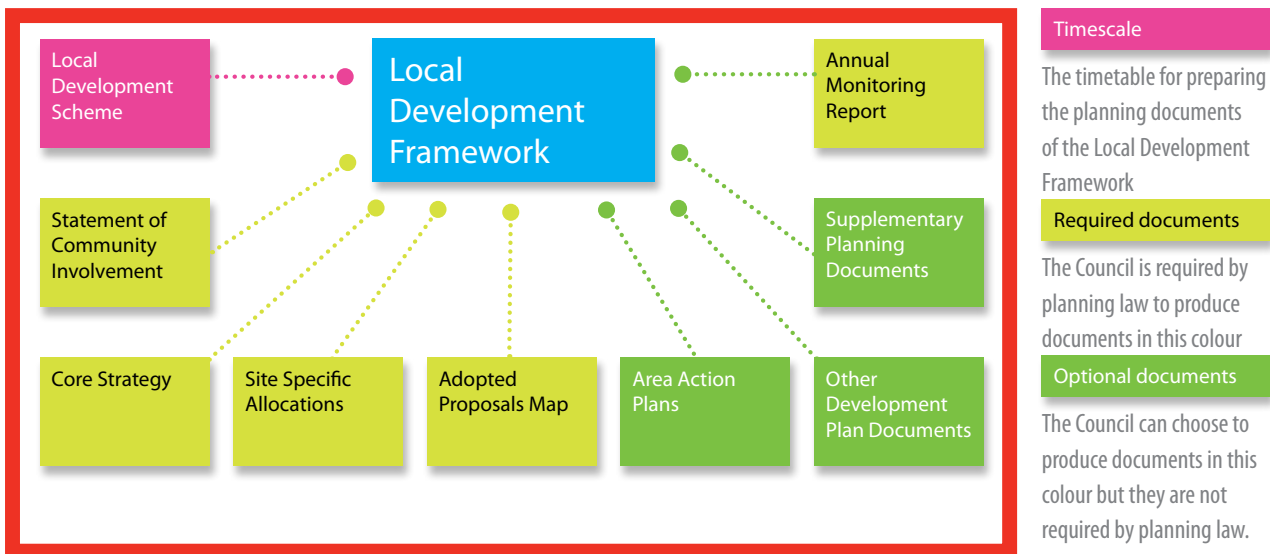 Local
Development
Scheme
Local
Development
Framework
Annual
Monitoring
Report
Statement of
Community
Involvement
Supplementary
Planning
Documents
Core Strategy
Site Specific
Allocations
Adopted
Proposals Map
Area Action
Plans
Other
Development
Plan Documents
Timescale
The timetable for preparing
the planning documents
of the Local Development
Framework
Required documents
The Council is required by
planning law to produce
documents in this colour
Optional documents
The Council can choose to
produce documents in this
colour but they are not
required by planning law.